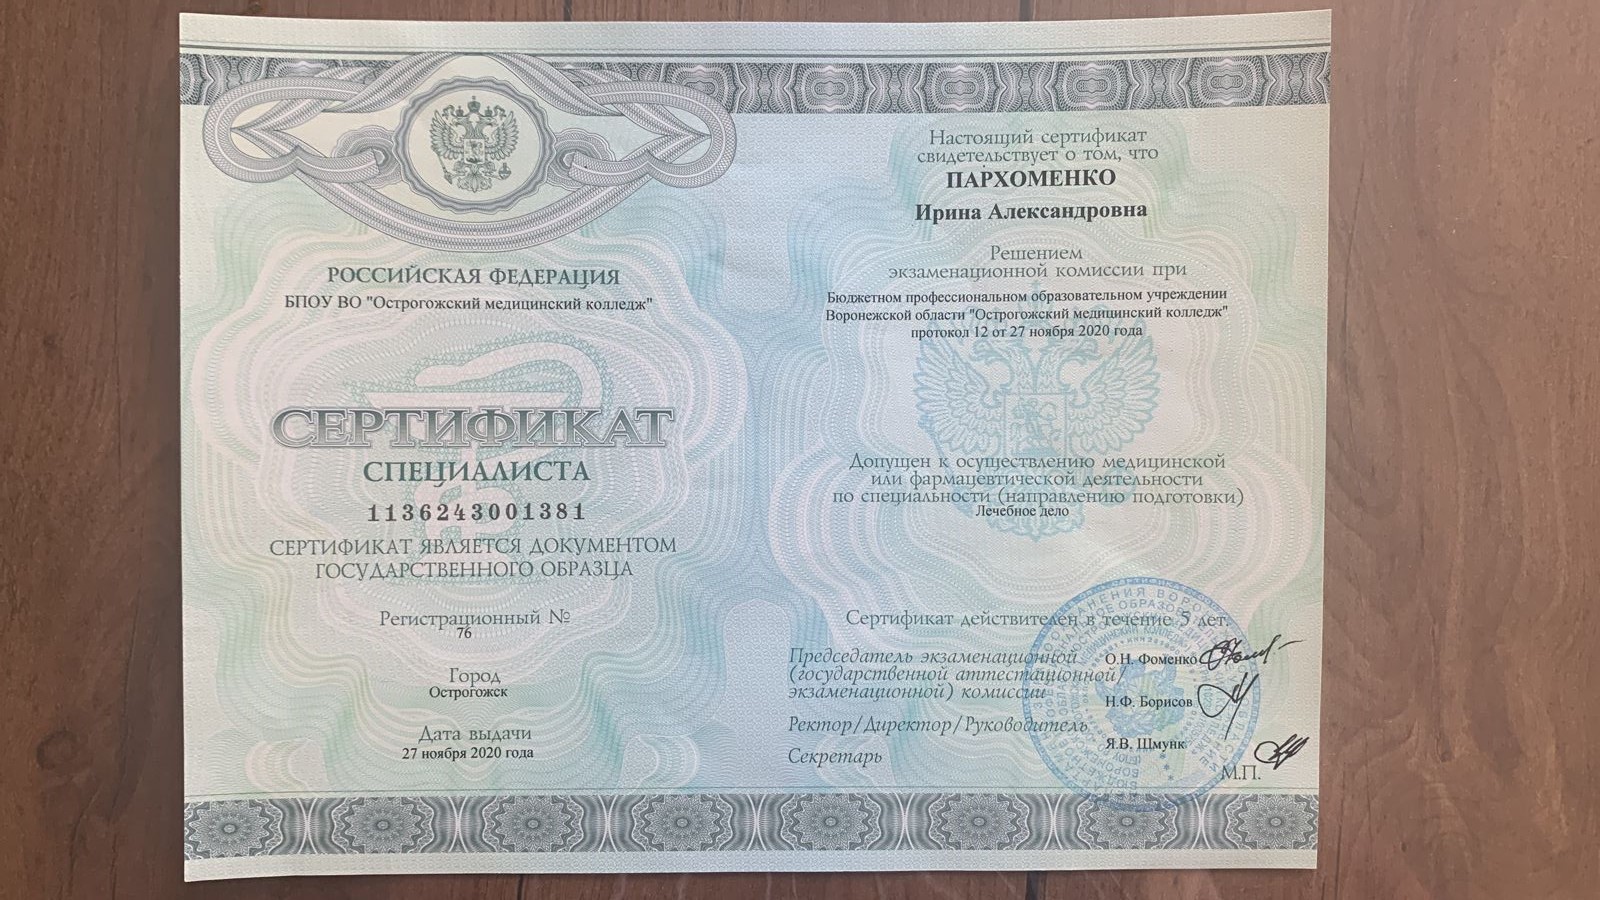 РОССИЙСКАЯ ФЕДЕРАЦИЯ
БПОУ ВО "Острогожский медицинский колледж"
СЕРТИФИКАТ
СПЕЦИАЛИСТА
1136243001381
СЕРТИФИКАТ ЯВЛЯЕТСЯ ДОКУМЕНТОМ
ГОСУДАРСТВЕННОГО ОБРАЗЦА
Регистрационный №
76
Город
Острогожск
Дата выдачи
27 ноября 2020 года
Настоящий сертификат
свидетельствует о том, что
ПАРХОМЕНКО
Ирина Александровна
Решением
экзаменационной комиссии при
Бюджетном профессиональном образовательном учреждении
Воронежской области "Острогожский медицинский колледж"
протокол 12 от 27 ноября 2020 года
Допущен к осуществлению медицинской
или фармацевтической деятельности
по специальности (направлению подготовки)
Лечебное дело
Сертификат действителен в течение 5 лет.
Председатель экзаменационной
(государственной аттестационной/
экзаменационной) комиссии
О.Н. Фоменко
Н.Ф. Борисов
Ректор/Директор/Руководитель
Я.В. Шмунк
Секретарь
М.П.